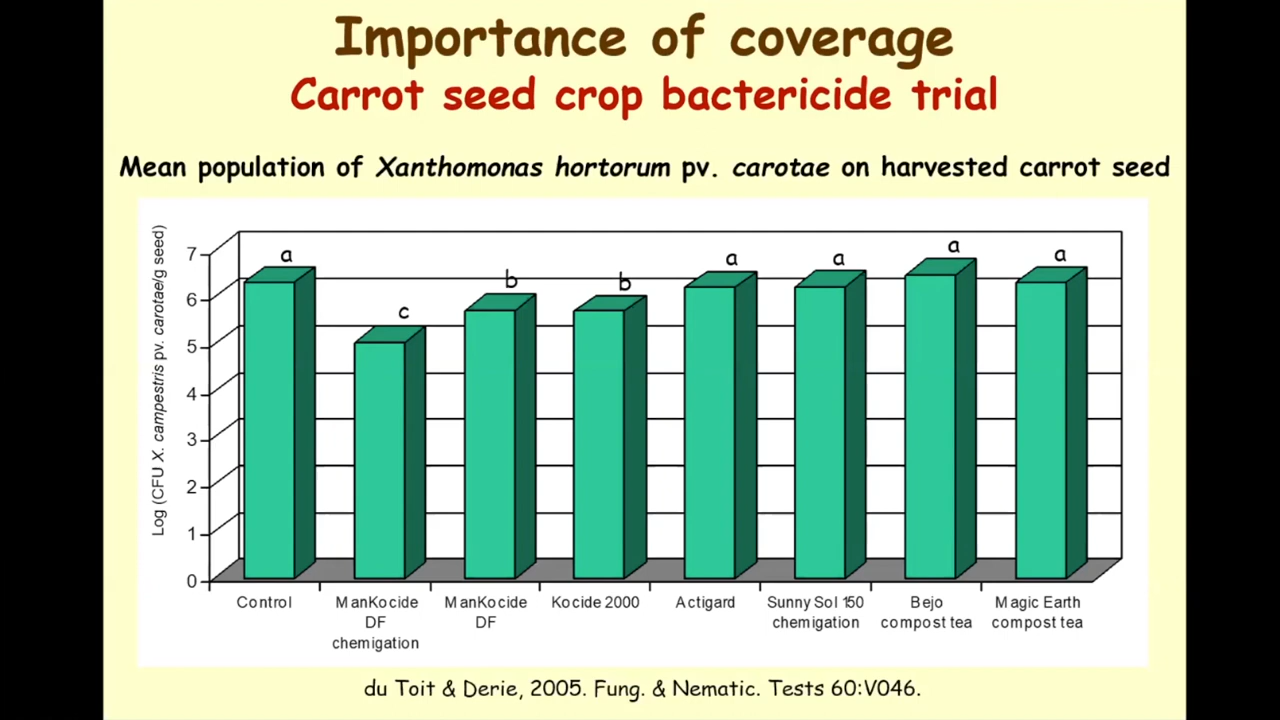 Importance of coverage
Carrot seed crop bactericide trial
Mean population of Xanthomonas hortorum pv. carotae on harvested carrot seed
Log (CFU X. campestris pv. carotae/g seed)
7
6
5
4
3
2
1
0
a
c
b
b
a
a
a
a
Control
ManKocide
DF
chemigation
ManKocide
DF
Kocide 2000
Actigard
Sunny Sol 150
chemigation
Bejo
compost tea
Magic Earth
compost tea
du Toit & Derie, 2005. Fung. & Nematic. Tests 60:V046.